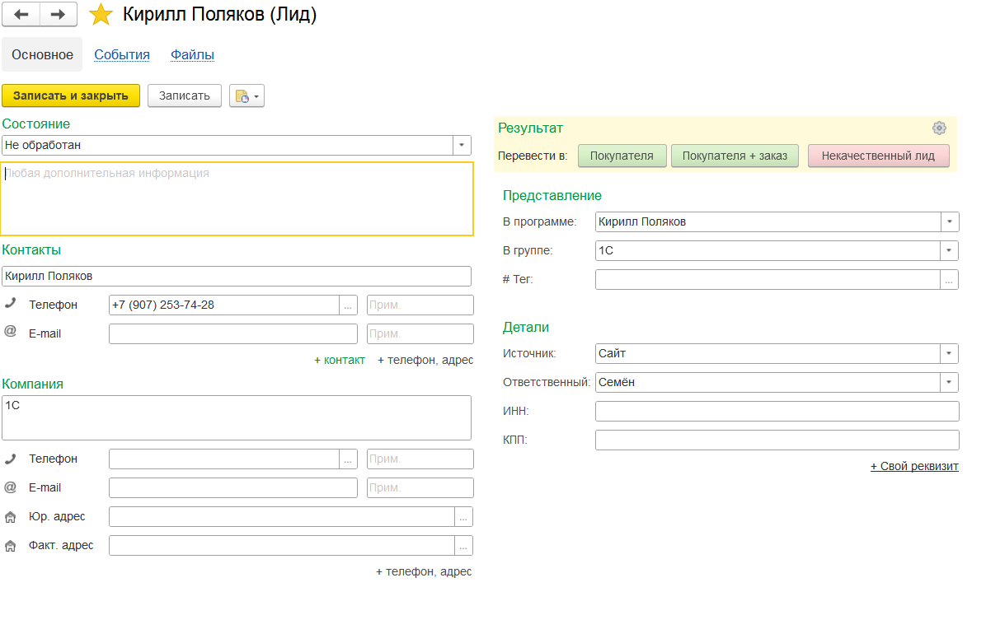 Кирилл Поляков (Лид)
Основное События Файлы
Записать и закрыть Записать
Состояние
Не обработан
Любая дополнительная информация
Контакты
Кирилл Поляков
Телефон +7 (907) 253-74-28 ... Прим.
@ E-mail Прим.
+ контакт + телефон, адрес
Компания
1С
Телефон ... Прим.
@ E-mail Прим.
Юр. адрес ...
Факт. адрес ...
+ телефон, адрес
Результат
Перевести в: Покупателя Покупателя + заказ Некачественный лид
Представление
В программе: Кирилл Поляков
В группе: 1С
# Тег: ...
Детали
Источник: Сайт
Ответственный: Семён
ИНН:
КПП:
+ Свой реквизит